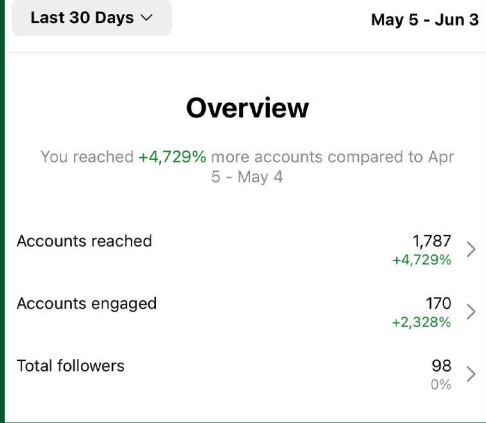 Last 30 Days
May 5 - Jun 3
Overview
You reached +4,729% more accounts compared to Apr
5 - May 4
Accounts reached
1,787
+4,729%
Accounts engaged
170
+2,328%
Total followers
98
0%